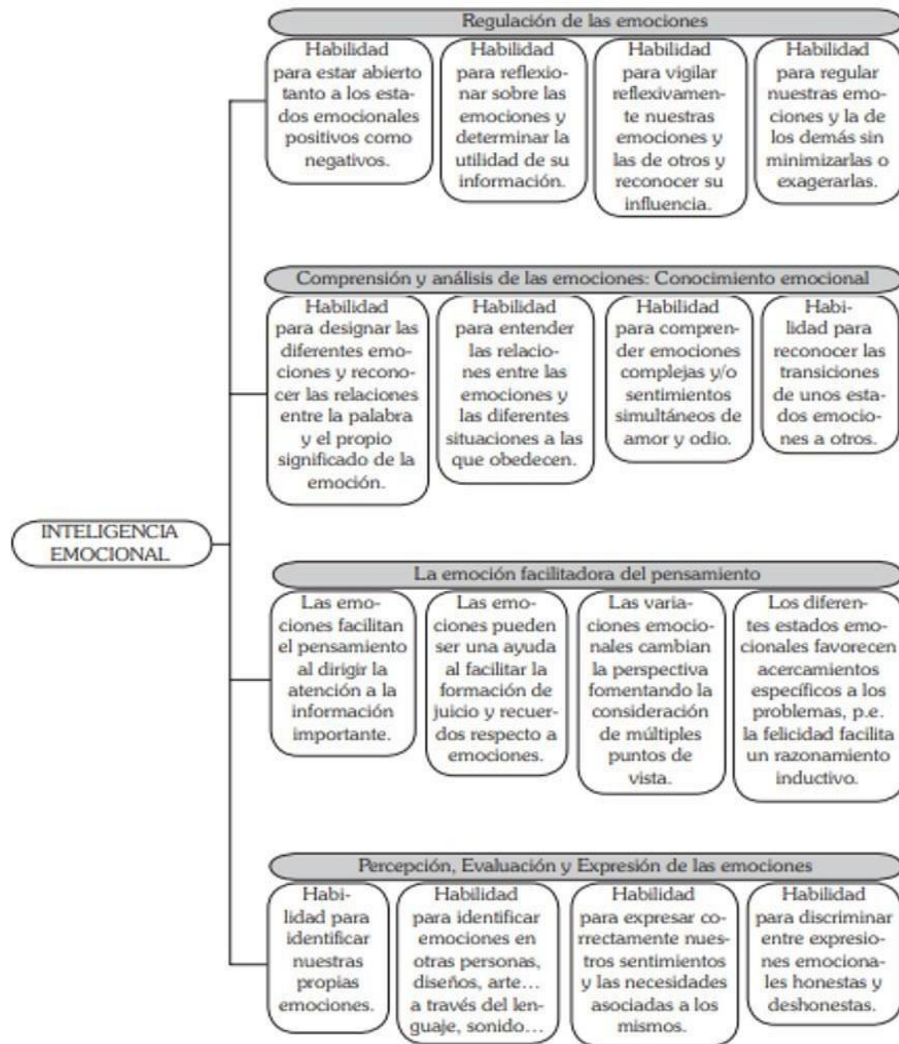 Regulación de las emociones
Habilidad
para estar abierto
tanto a los esta-
dos emocionales
positivos como
negativos.
Habilidad
para reflexio-
nar sobre las
emociones y
determinar la
utilidad de su
información.
Habilidad
para vigilar
reflexivamente
nuestras
emociones y
las de otros y
reconocer su
influencia.
Habilidad
para regular
nuestras emo-
ciones y la de
los demás sin
minimizarlas o
exagerarlas.
Comprensión y análisis de las emociones: Conocimiento emocional
Habilidad
para designar las
diferentes emo-
ciones y recono-
cer las relaciones
entre la palabra
y el propio
significado de la
emoción.
Habilidad
para entender
las relacio-
nes entre las
emociones y
las diferentes
situaciones a las
que obedecen.
Habilidad
para compren-
der emociones
complejas y/o
sentimientos
simultáneos de
amor y odio.
Habi-
lidad para
reconocer las
transiciones
de unos esta-
dos emocio-
nes a otros.
INTELIGENCIA
EMOCIONAL
La emoción facilitadora del pensamiento
Las emo-
ciones facilitan
el pensamiento
al dirigir la
atención a la
información
importante.
Las emo-
ciones pueden
ser una ayuda
al facilitar la
formación de
juicio y recuer-
dos respecto a
emociones.
Las varia-
ciones emocio-
nales cambian
la perspectiva
fomentando la
consideración
de múltiples
puntos de
vista.
Los diferen-
tes estados emo-
cionales favorecen
acercamientos
específicos a los
problemas, p.e.
la felicidad facilita
un razonamiento
inductivo.
Percepción, Evaluación y Expresión de las emociones
Habi-
lidad para
identificar
nuestras
propias
emociones.
Habilidad
para identificar
emociones en
otras personas,
diseños, arte…
a través del len-
guaje, sonido…
Habilidad
para expresar co-
rrectamente nues-
tros sentimientos
y las necesidades
asociadas a los
mismos.
Habilidad
para discriminar
entre expresio-
nes emociona-
les honestas y
deshonestas.